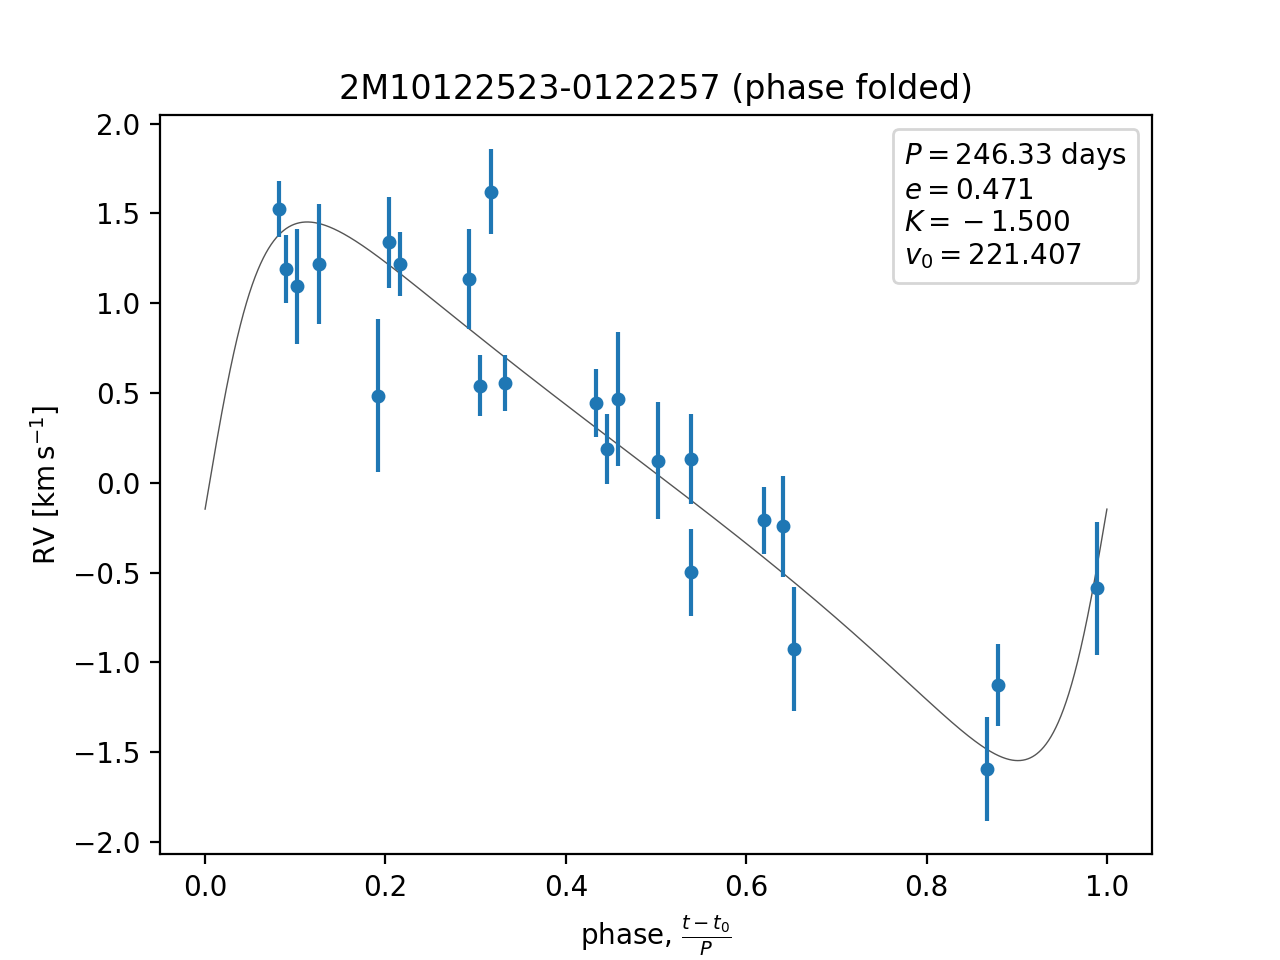 2M10122523-0122257 (phase folded)
P = 246.33 days
e = 0.471
K = −1.500
v₀ = 221.407
2.0
1.5
1.0
0.5
0.0
−0.5
−1.0
−1.5
−2.0
RV [km s⁻¹]
0.0 0.2 0.4 0.6 0.8 1.0
phase, (t − t₀)/P